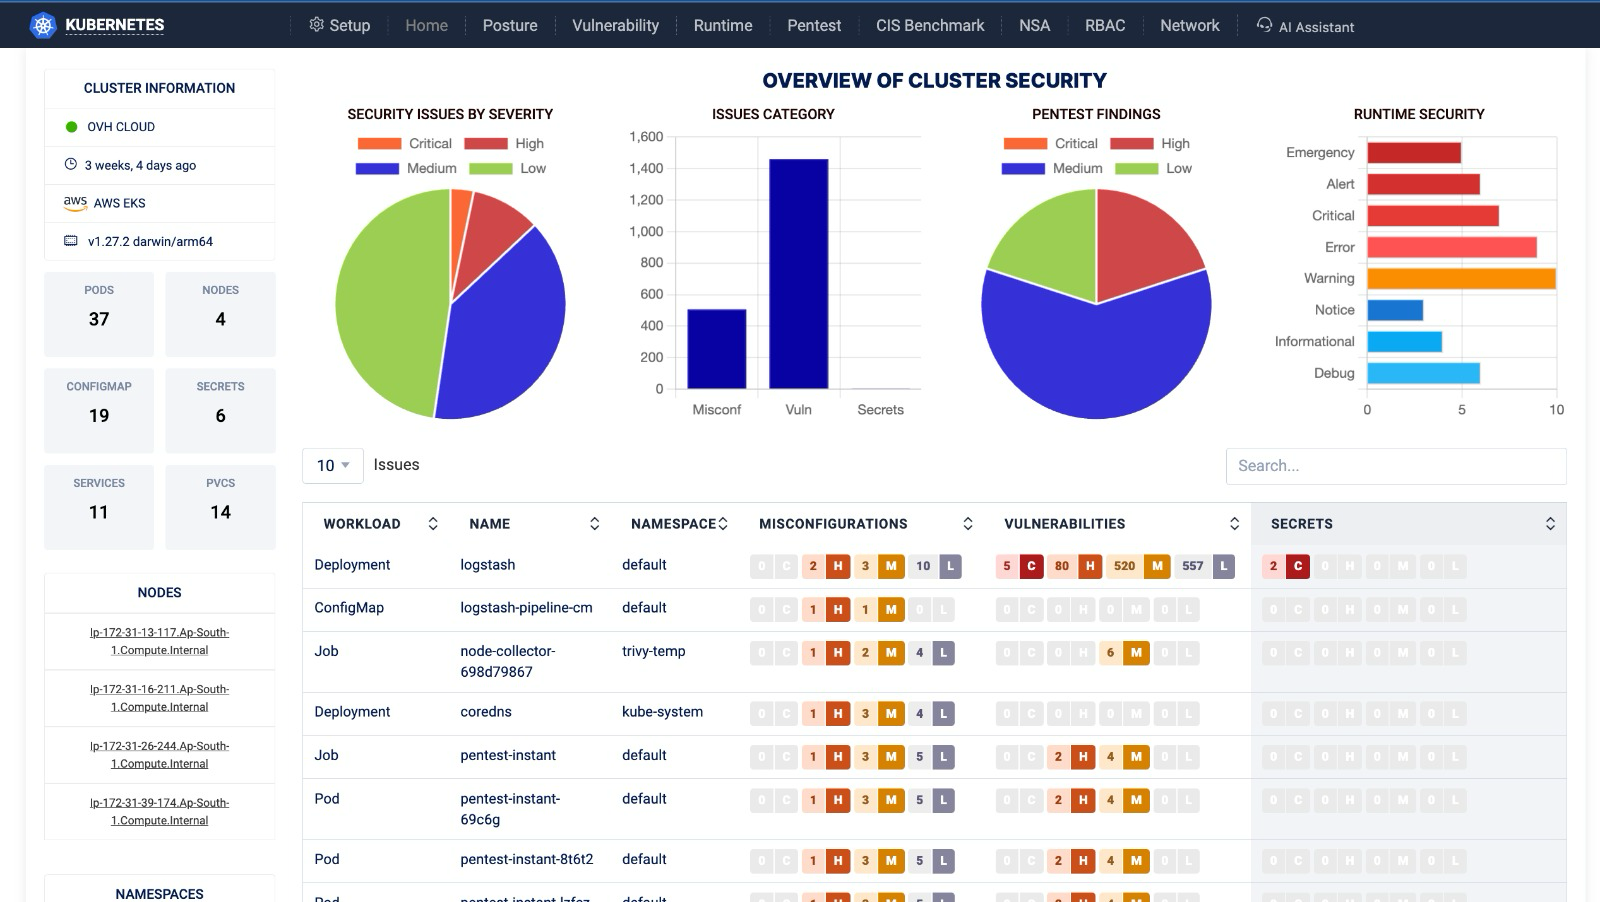 KUBERNETES
Setup
Home
Posture
Vulnerability
Runtime
Pentest
CIS Benchmark
NSA
RBAC
Network
AI Assistant
CLUSTER INFORMATION
OVH CLOUD
3 weeks, 4 days ago
aws AWS EKS
v1.27.2 darwin/arm64
PODS
37
NODES
4
CONFIGMAP
19
SECRETS
6
SERVICES
11
PVCS
14
NODES
Ip-172-31-13-117.Ap-South-
1.Compute.Internal
Ip-172-31-16-211.Ap-South-
1.Compute.Internal
Ip-172-31-26-244.Ap-South-
1.Compute.Internal
Ip-172-31-39-174.Ap-South-
1.Compute.Internal
NAMESPACES
OVERVIEW OF CLUSTER SECURITY
SECURITY ISSUES BY SEVERITY
Critical High
Medium Low
ISSUES CATEGORY
1,600
1,400
1,200
1,000
800
600
400
200
0
Misconf Vuln Secrets
PENTEST FINDINGS
Critical High
Medium Low
RUNTIME SECURITY
Emergency
Alert
Critical
Error
Warning
Notice
Informational
Debug
0 5 10
10 Issues
Search...
WORKLOAD NAME NAMESPACE MISCONFIGURATIONS VULNERABILITIES SECRETS
Deployment logstash default 0 C 2 H 3 M 10 L 5 C 80 H 520 M 557 L 2 C 0 H 0 M 0 L
ConfigMap logstash-pipeline-cm default 0 C 1 H 1 M 0 L 0 C 0 H 0 M 0 L 0 C 0 H 0 M 0 L
Job node-collector- trivy-temp 0 C 1 H 2 M 4 L 0 C 0 H 6 M 0 L 0 C 0 H 0 M 0 L
698d79867
Deployment coredns kube-system 0 C 1 H 3 M 4 L 0 C 0 H 0 M 0 L 0 C 0 H 0 M 0 L
Job pentest-instant default 0 C 1 H 3 M 5 L 0 C 2 H 4 M 0 L 0 C 0 H 0 M 0 L
Pod pentest-instant- default 0 C 1 H 3 M 5 L 0 C 2 H 4 M 0 L 0 C 0 H 0 M 0 L
69c6g
Pod pentest-instant-8t6t2 default 0 C 1 H 3 M 5 L 0 C 2 H 4 M 0 L 0 C 0 H 0 M 0 L